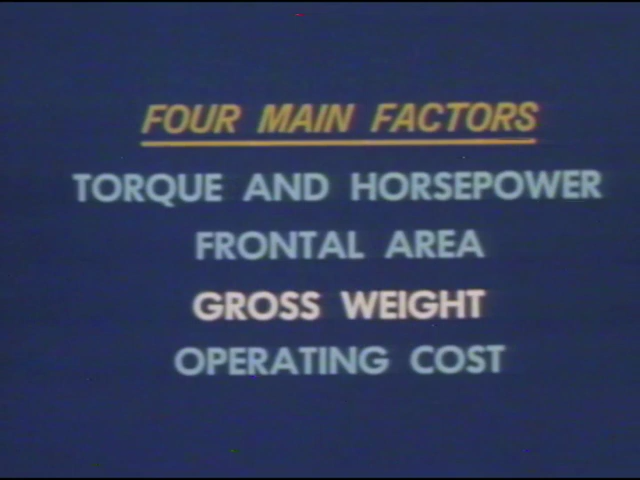 FOUR MAIN FACTORS
TORQUE AND HORSEPOWER
FRONTAL AREA
GROSS WEIGHT
OPERATING COST